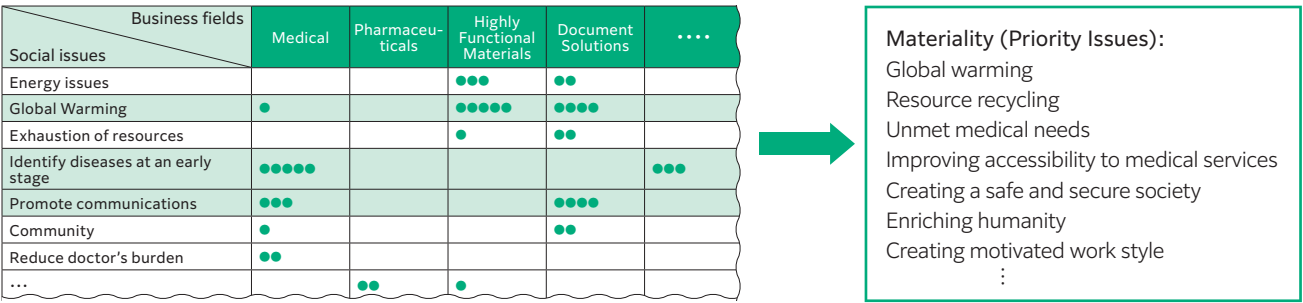 Business fields
Social issues
Medical
Pharmaceu-
ticals
Highly
Functional
Materials
Document
Solutions
....
Energy issues
●●● ●●
Global Warming
● ●●●●● ●●●●
Exhaustion of resources
● ●●
Identify diseases at an early
stage
●●●●● ●●●
Promote communications
●●● ●●●●
Community
● ●●
Reduce doctor's burden
●●
...
●● ●
Materiality (Priority Issues):
Global warming
Resource recycling
Unmet medical needs
Improving accessibility to medical services
Creating a safe and secure society
Enriching humanity
Creating motivated work style
⋮